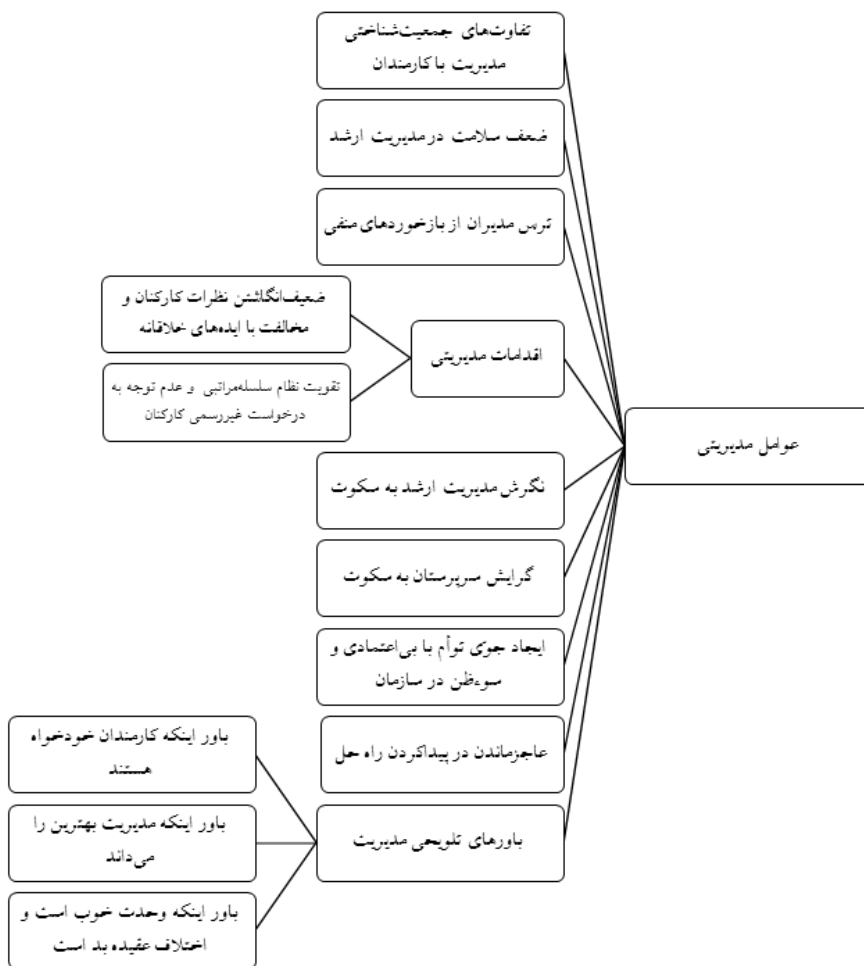 تفاوت‌های جمعیت‌شناختی
مدیریت با کارمندان
ضعف سلامت در مدیریت ارشد
ترس مدیران از بازخوردهای منفی
ضعیف‌انگاشتن نظرات کارکنان و
مخالفت با ایده‌های خلاقانه
اقدامات مدیریتی
تقویت نظام سلسله‌مراتبی و عدم توجه به
درخواست غیررسمی کارکنان
عوامل مدیریتی
نگرش مدیریت ارشد به سکوت
گرایش سرپرستان به سکوت
ایجاد جوّی توأم با بی‌اعتمادی و
سوءظن در سازمان
عاجزماندن در پیداکردن راه حل
باورهای تلویحی مدیریت
باور اینکه کارمندان خودخواه
هستند
باور اینکه مدیریت بهترین را
می‌داند
باور اینکه وحدت خوب است و
اختلاف عقیده بد است